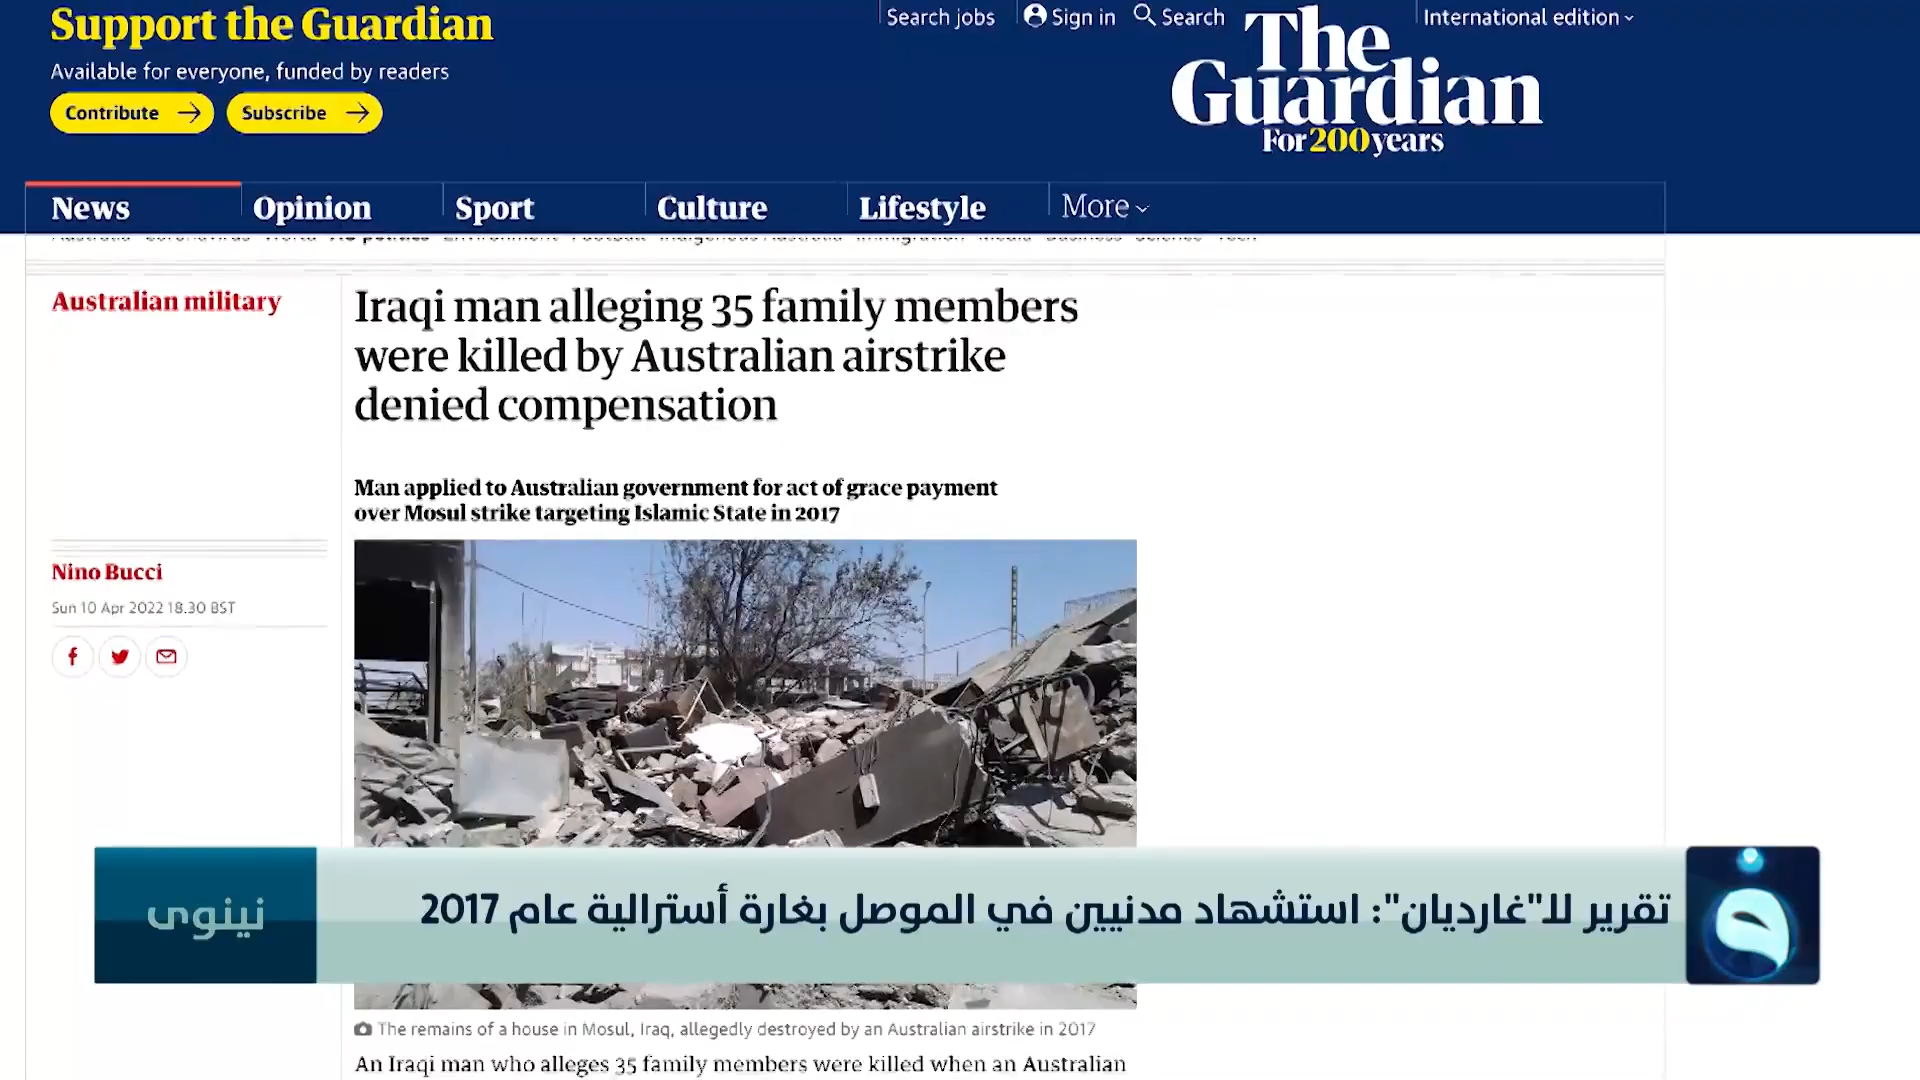 Support the Guardian
Available for everyone, funded by readers
Contribute
Subscribe
Search jobs
Sign in
Search
International edition
The
Guardian
For 200 years
News
Opinion
Sport
Culture
Lifestyle
More
Australian military
Iraqi man alleging 35 family members
were killed by Australian airstrike
denied compensation
Man applied to Australian government for act of grace payment
over Mosul strike targeting Islamic State in 2017
Nino Bucci
Sun 10 Apr 2022 18.30 BST
تقرير للـ"غارديان": استشهاد مدنيين في الموصل بغارة أسترالية عام 2017
نينوى
The remains of a house in Mosul, Iraq, allegedly destroyed by an Australian airstrike in 2017
An Iraqi man who alleges 35 family members were killed when an Australian